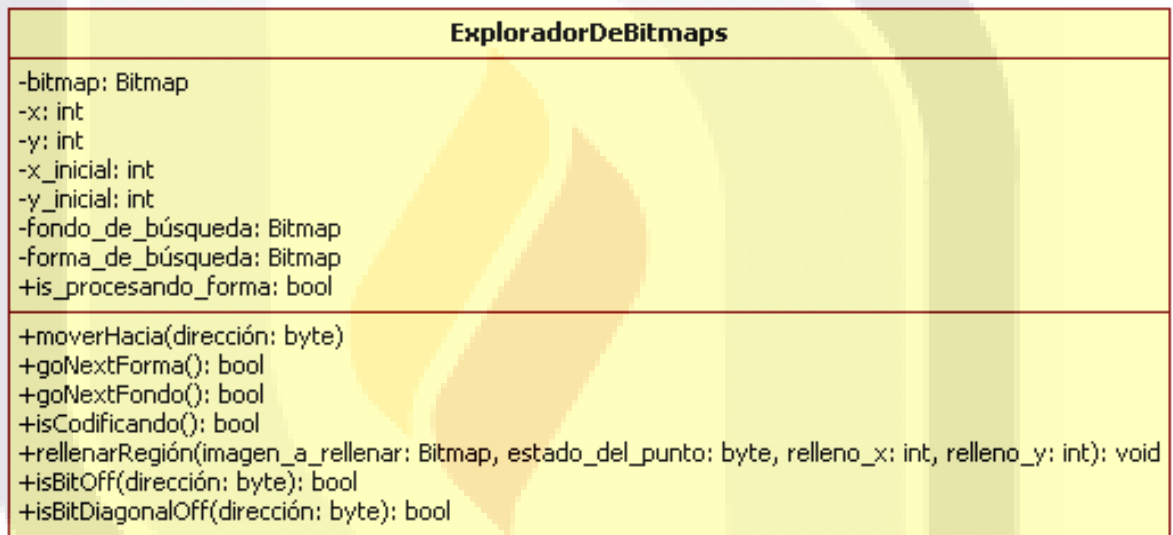 ExploradorDeBitmaps
-bitmap: Bitmap
-x: int
-y: int
-x_inicial: int
-y_inicial: int
-fondo_de_búsqueda: Bitmap
-forma_de_búsqueda: Bitmap
+is_procesando_forma: bool
+moverHacia(dirección: byte)
+goNextForma(): bool
+goNextFondo(): bool
+isCodificando(): bool
+rellenarRegión(imagen_a_rellenar: Bitmap, estado_del_punto: byte, relleno_x: int, relleno_y: int): void
+isBitOff(dirección: byte): bool
+isBitDiagonalOff(dirección: byte): bool